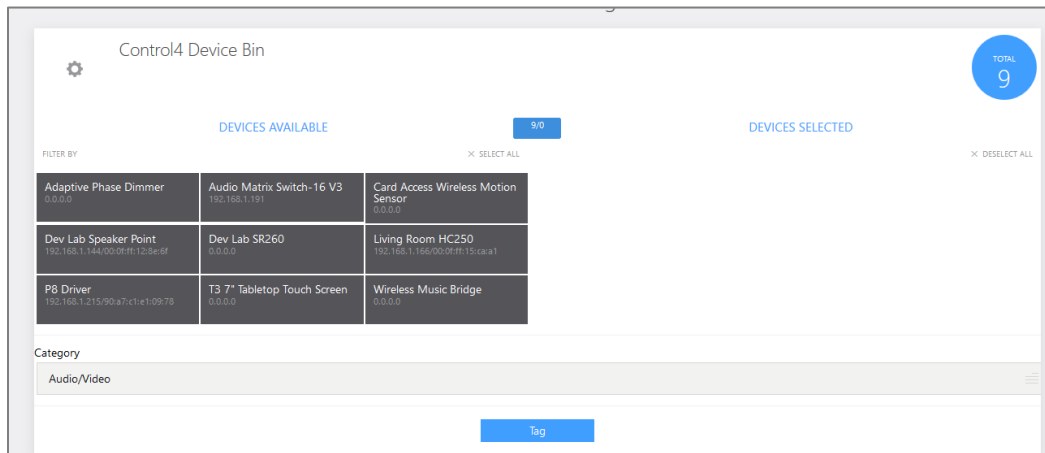 Control4 Device Bin
TOTAL
9
DEVICES AVAILABLE
9/0
DEVICES SELECTED
FILTER BY
× SELECT ALL
× DESELECT ALL
Adaptive Phase Dimmer
0.0.0.0
Audio Matrix Switch-16 V3
192.168.1.191
Card Access Wireless Motion
Sensor
0.0.0.0
Dev Lab Speaker Point
192.168.1.144/00:0f:ff:12:8e:6f
Dev Lab SR260
0.0.0.0
Living Room HC250
192.168.1.166/00:0f:ff:15:ca:a1
P8 Driver
192.168.1.215/90:a7:c1:e1:09:78
T3 7" Tabletop Touch Screen
0.0.0.0
Wireless Music Bridge
0.0.0.0
Category
Audio/Video
Tag